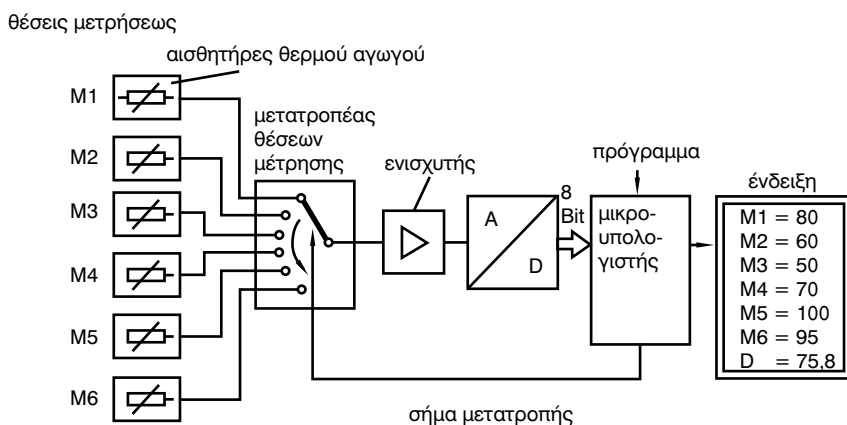 θέσεις μετρήσεως
αισθητήρες θερμού αγωγού
M1
M2
M3
M4
M5
M6
μετατροπέας
θέσεων
μέτρησης
ενισχυτής
A
D
8
Bit
πρόγραμμα
μικρο-
υπολο-
γιστής
ένδειξη
M1 = 80
M2 = 60
M3 = 50
M4 = 70
M5 = 100
M6 = 95
D = 75,8
σήμα μετατροπής